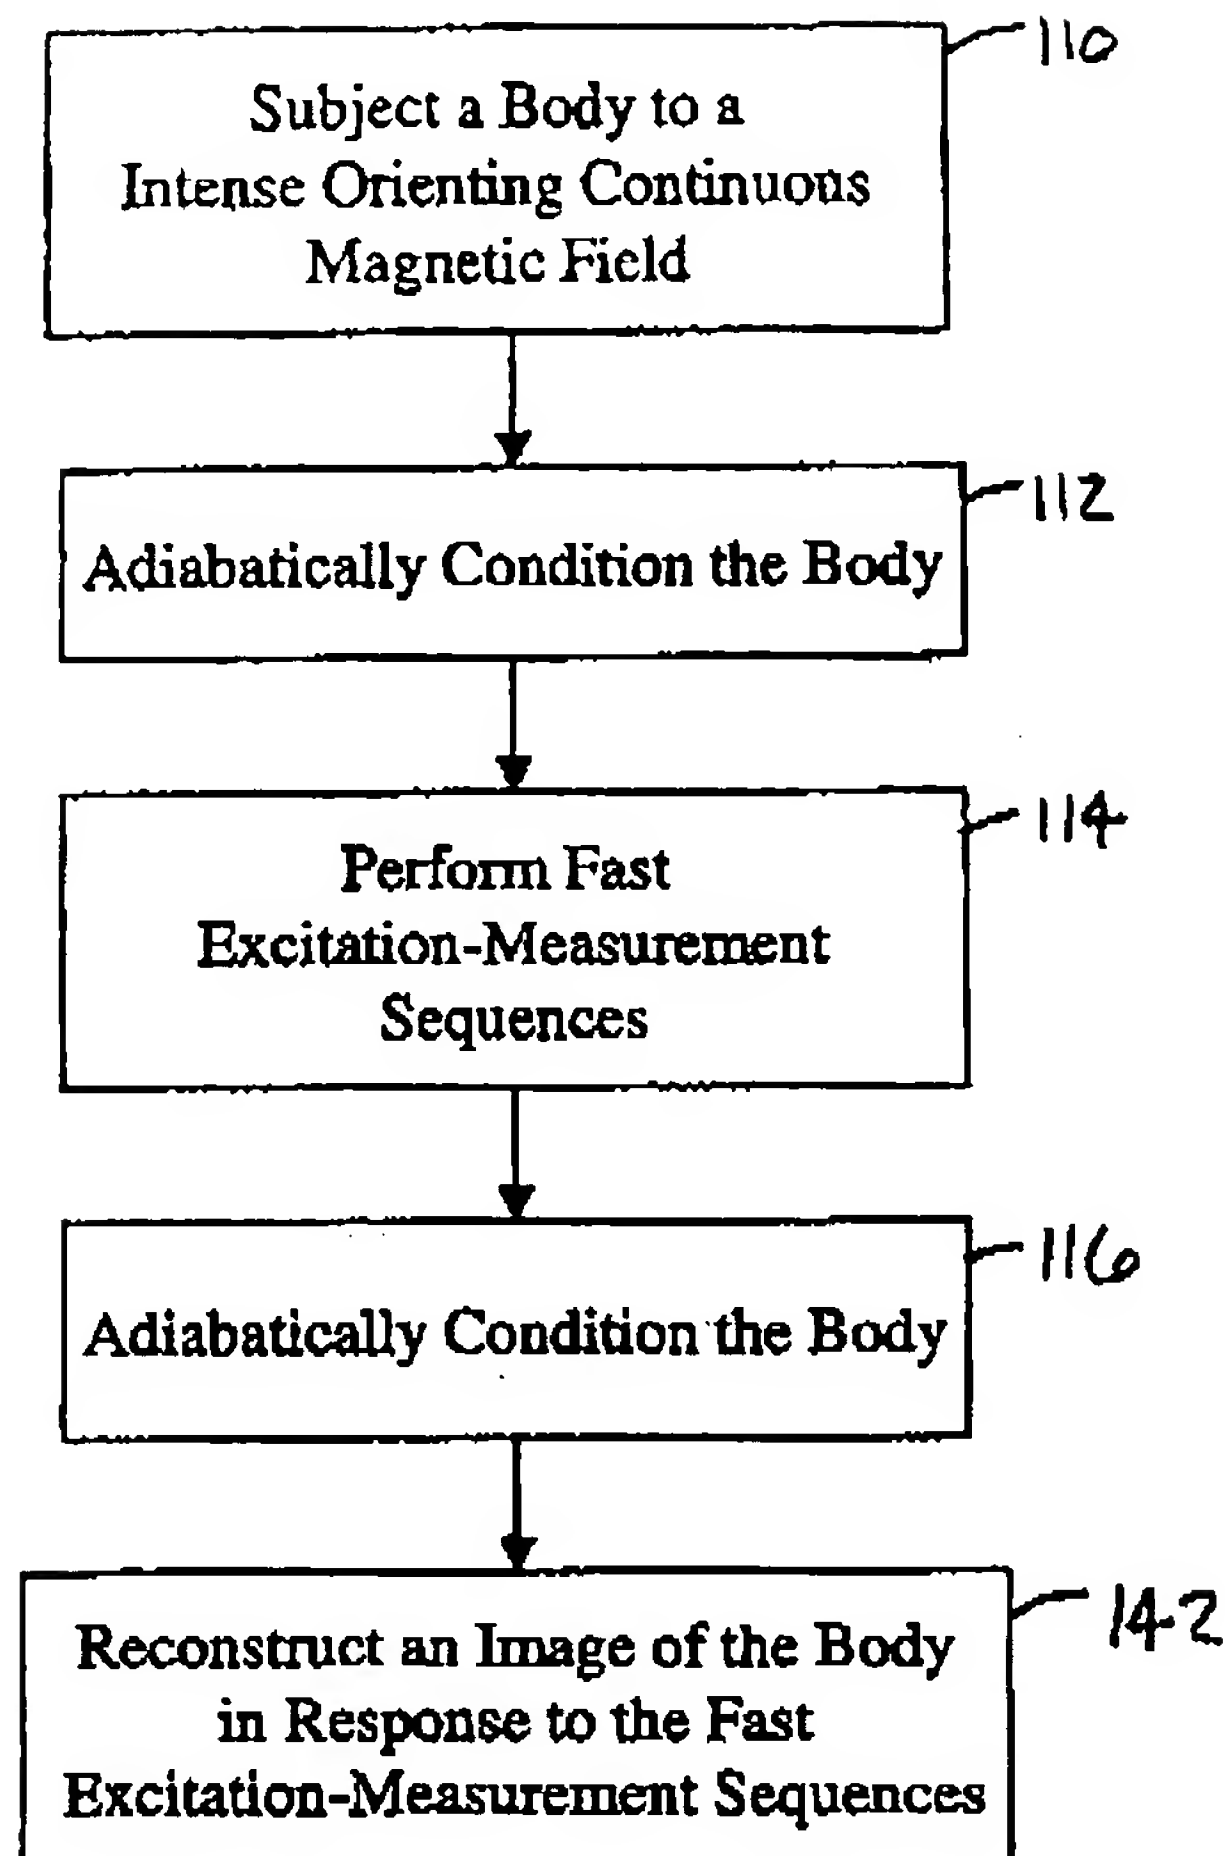 110
Subject a Body to a
Intense Orienting Continuous
Magnetic Field
112
Adiabatically Condition the Body
114
Perform Fast
Excitation-Measurement
Sequences
116
Adiabatically Condition the Body
142
Reconstruct an Image of the Body
in Response to the Fast
Excitation-Measurement Sequences